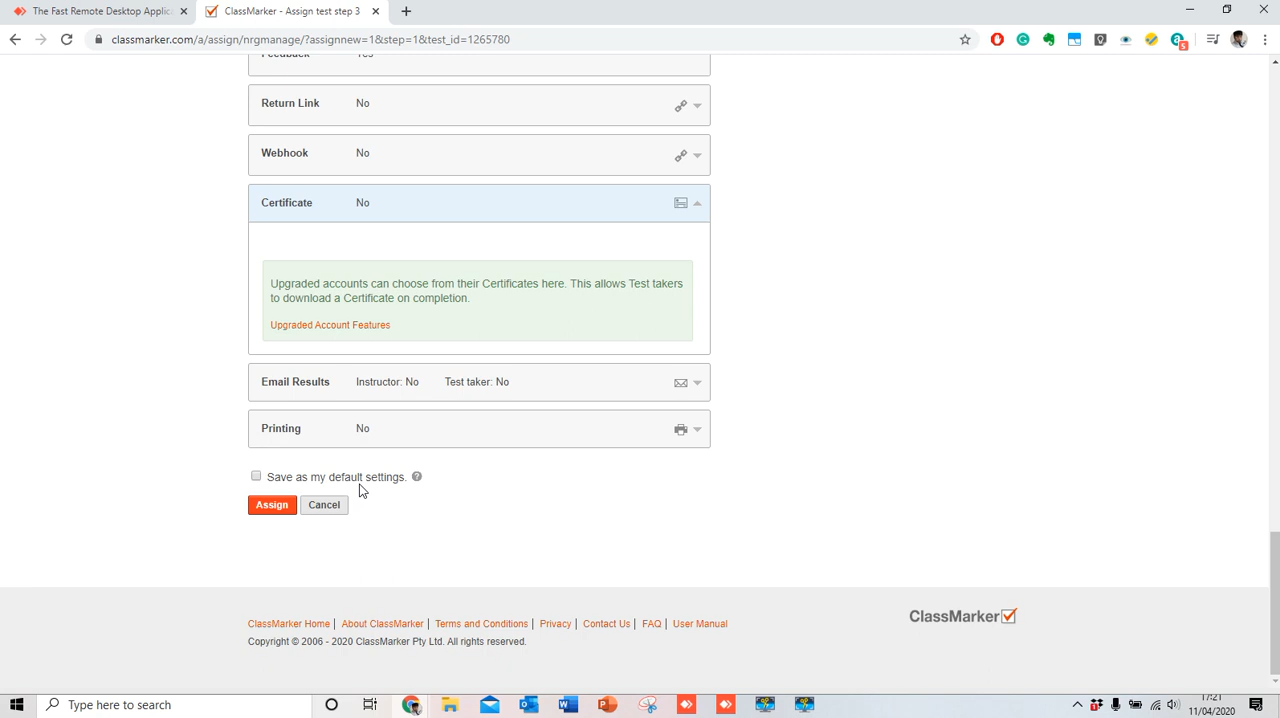 The Fast Remote Desktop Applic
ClassMarker - Assign test step 3
classmarker.com/a/assign/nrgmanage/?assignnew=1&step=1&test_id=1265780
Feedback Yes
Return Link No
Webhook No
Certificate No
Upgraded accounts can choose from their Certificates here. This allows Test takers
to download a Certificate on completion.
Upgraded Account Features
Email Results Instructor: No Test taker: No
Printing No
Save as my default settings. ?
Assign Cancel
ClassMarker Home | About ClassMarker | Terms and Conditions | Privacy | Contact Us | FAQ | User Manual
Copyright © 2006 - 2020 ClassMarker Pty Ltd. All rights reserved.
ClassMarker
Type here to search
17:21
11/04/2020